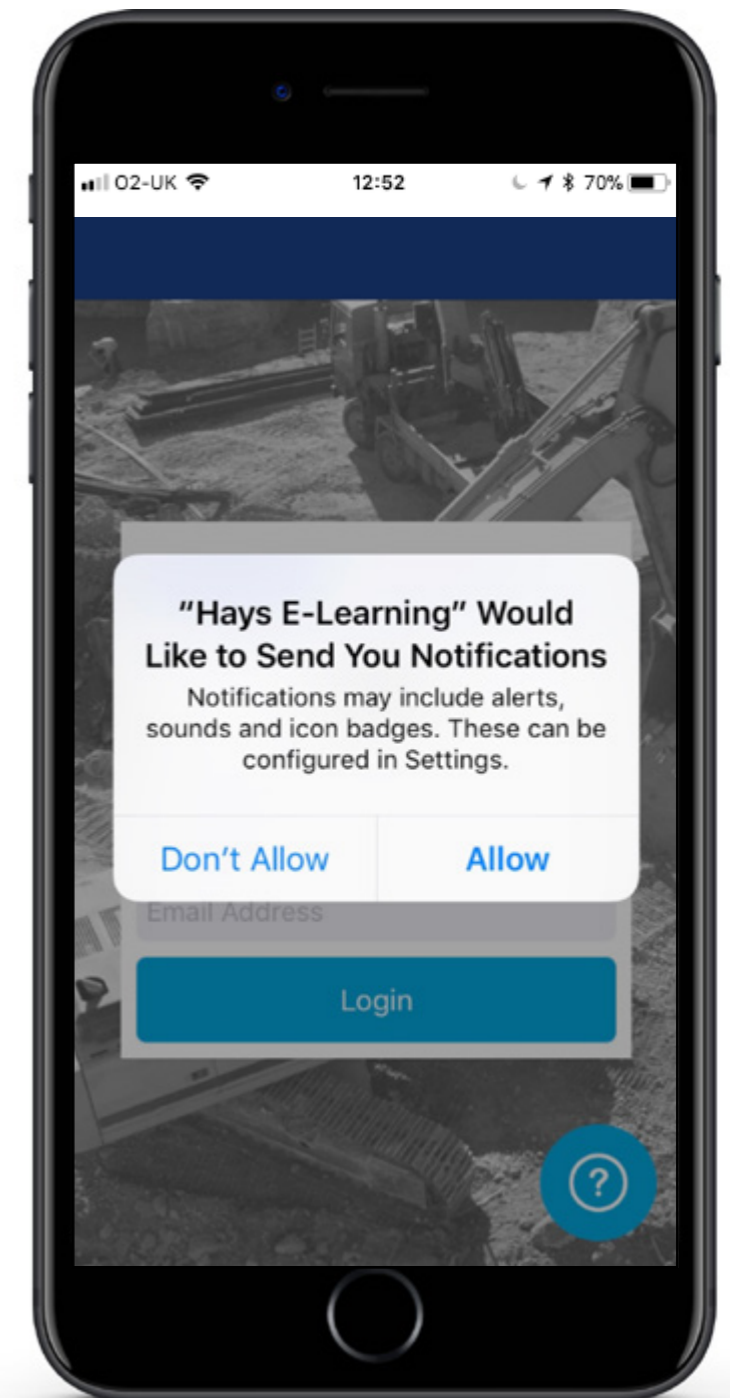 O2-UK 12:52 70%
"Hays E-Learning" Would
Like to Send You Notifications
Notifications may include alerts,
sounds and icon badges. These can be
configured in Settings.
Don't Allow Allow
Email Address
Login
?